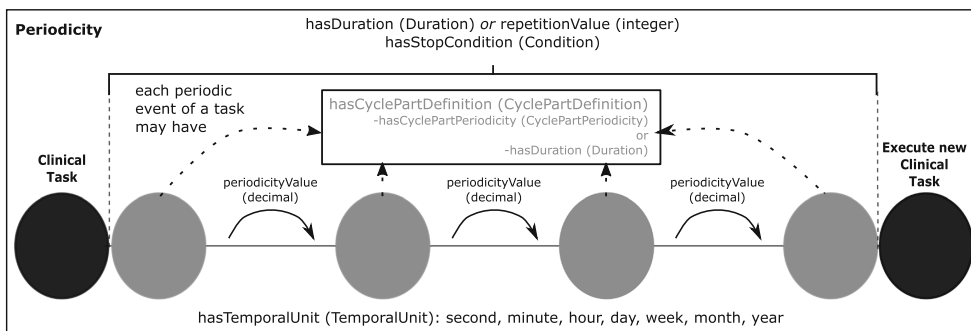 Periodicity
hasDuration (Duration) or repetitionValue (integer)
hasStopCondition (Condition)
each periodic
event of a task
may have
hasCyclePartDefinition (CyclePartDefinition)
-hasCyclePartPeriodicity (CyclePartPeriodicity)
or
-hasDuration (Duration)
Clinical
Task
periodicityValue
(decimal)
periodicityValue
(decimal)
periodicityValue
(decimal)
Execute new
Clinical
Task
hasTemporalUnit (TemporalUnit): second, minute, hour, day, week, month, year